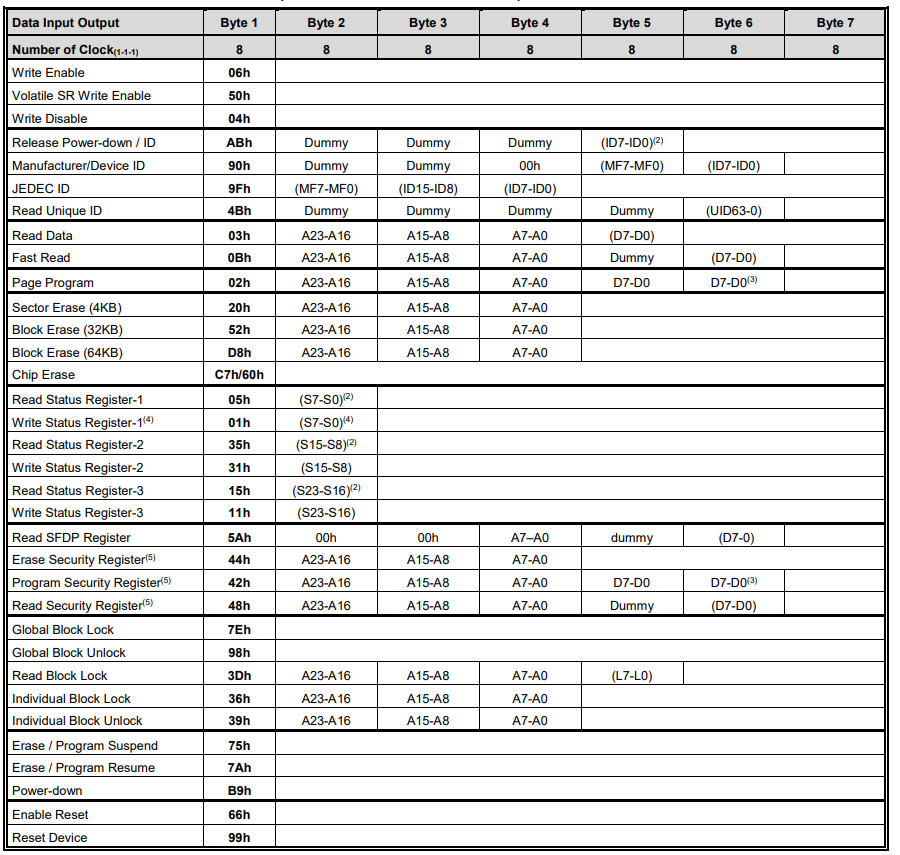 Data Input Output Byte 1 Byte 2 Byte 3 Byte 4 Byte 5 Byte 6 Byte 7
Number of Clock(1-1-1) 8 8 8 8 8 8 8
Write Enable 06h
Volatile SR Write Enable 50h
Write Disable 04h
Release Power-down / ID ABh Dummy Dummy Dummy (ID7-ID0)(2)
Manufacturer/Device ID 90h Dummy Dummy 00h (MF7-MF0) (ID7-ID0)
JEDEC ID 9Fh (MF7-MF0) (ID15-ID8) (ID7-ID0)
Read Unique ID 4Bh Dummy Dummy Dummy Dummy (UID63-0)
Read Data 03h A23-A16 A15-A8 A7-A0 (D7-D0)
Fast Read 0Bh A23-A16 A15-A8 A7-A0 Dummy (D7-D0)
Page Program 02h A23-A16 A15-A8 A7-A0 D7-D0 D7-D0(3)
Sector Erase (4KB) 20h A23-A16 A15-A8 A7-A0
Block Erase (32KB) 52h A23-A16 A15-A8 A7-A0
Block Erase (64KB) D8h A23-A16 A15-A8 A7-A0
Chip Erase C7h/60h
Read Status Register-1 05h (S7-S0)(2)
Write Status Register-1(4) 01h (S7-S0)(4)
Read Status Register-2 35h (S15-S8)(2)
Write Status Register-2 31h (S15-S8)
Read Status Register-3 15h (S23-S16)(2)
Write Status Register-3 11h (S23-S16)
Read SFDP Register 5Ah 00h 00h A7–A0 dummy (D7-0)
Erase Security Register(5) 44h A23-A16 A15-A8 A7-A0
Program Security Register(5) 42h A23-A16 A15-A8 A7-A0 D7-D0 D7-D0(3)
Read Security Register(5) 48h A23-A16 A15-A8 A7-A0 Dummy (D7-D0)
Global Block Lock 7Eh
Global Block Unlock 98h
Read Block Lock 3Dh A23-A16 A15-A8 A7-A0 (L7-L0)
Individual Block Lock 36h A23-A16 A15-A8 A7-A0
Individual Block Unlock 39h A23-A16 A15-A8 A7-A0
Erase / Program Suspend 75h
Erase / Program Resume 7Ah
Power-down B9h
Enable Reset 66h
Reset Device 99h